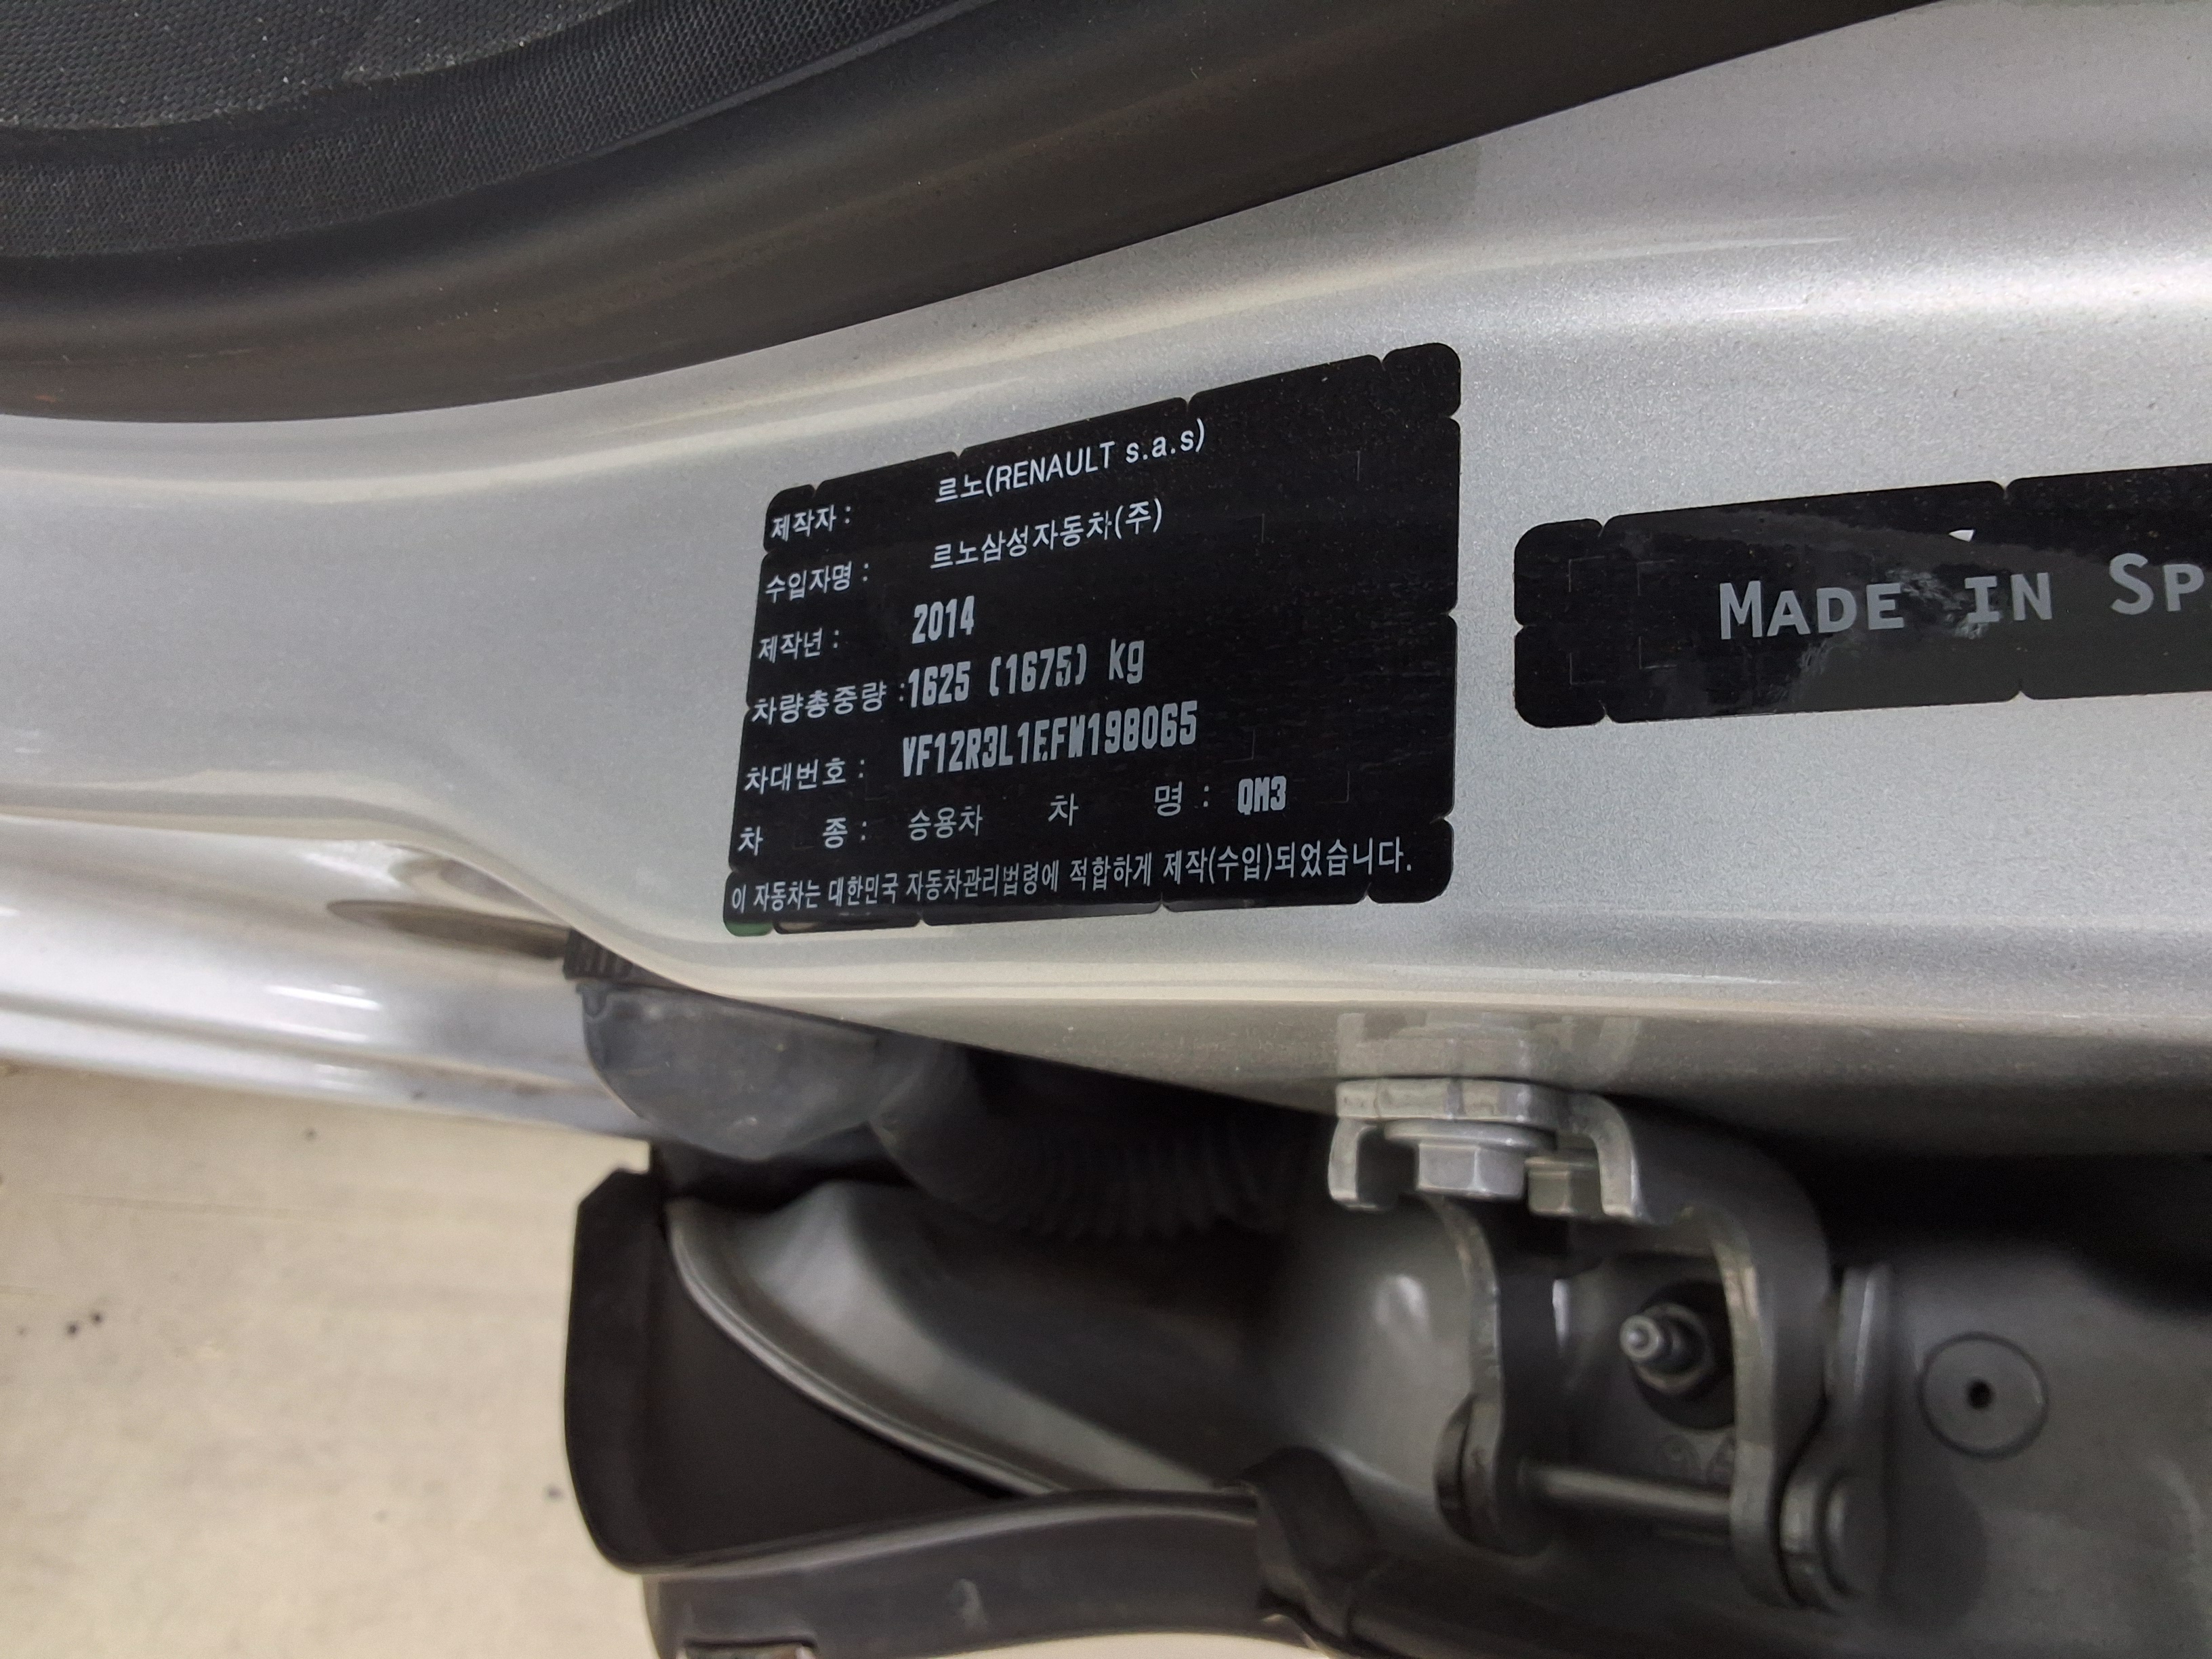 제작자 : 르노(RENAULT s.a.s)
수입자명 : 르노삼성자동차(주)
제작년 : 2014
차량총중량 : 1625 (1675) kg
차대번호 : VF12R3L1EFW198065
차 종 : 승용차 차 명 : QM3
이 자동차는 대한민국 자동차관리법령에 적합하게 제작(수입)되었습니다.
MADE IN SP